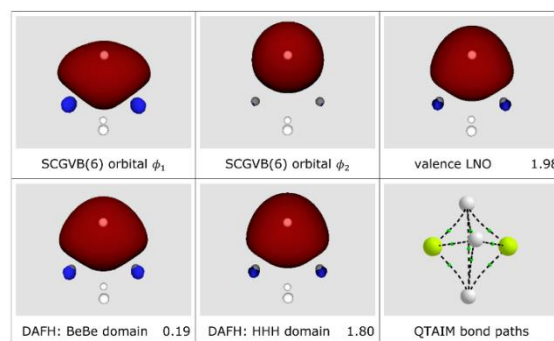 SCGVB(6) orbital ϕ₁
SCGVB(6) orbital ϕ₂
valence LNO 1.98
DAFH: BeBe domain 0.19
DAFH: HHH domain 1.80
QTAIM bond paths